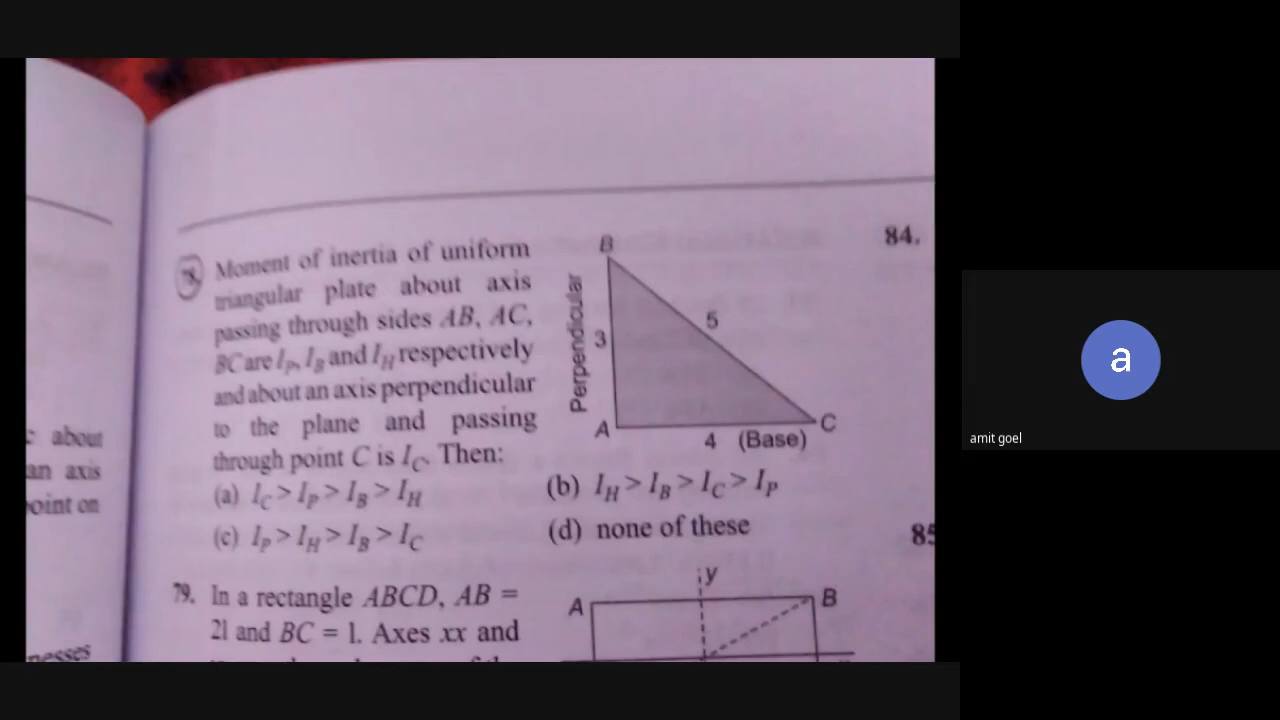 84.
78. Moment of inertia of uniform
triangular plate about axis
passing through sides AB, AC,
BC are I_P, I_B and I_H respectively
and about an axis perpendicular
to the plane and passing
through point C is I_C. Then:
B
Perpendicular
3
5
A
4 (Base)
C
(a) I_C > I_P > I_B > I_H
(b) I_H > I_B > I_C > I_P
(c) I_P > I_H > I_B > I_C
(d) none of these
79. In a rectangle ABCD, AB =
2l and BC = l. Axes xx and
y
A
B
85
about
an axis
point on
a
amit goel